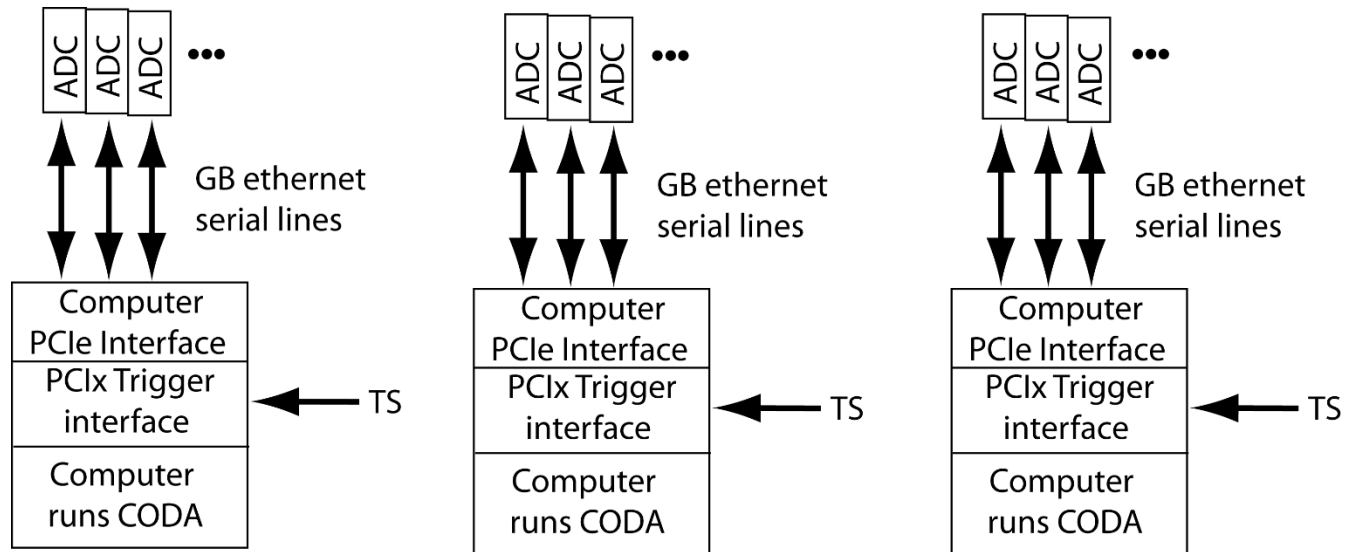 ADC ADC ADC •••
GB ethernet
serial lines
Computer
PCIe Interface
PCIx Trigger
interface
TS
Computer
runs CODA
ADC ADC ADC •••
GB ethernet
serial lines
Computer
PCIe Interface
PCIx Trigger
interface
TS
Computer
runs CODA
ADC ADC ADC •••
GB ethernet
serial lines
Computer
PCIe Interface
PCIx Trigger
interface
TS
Computer
runs CODA